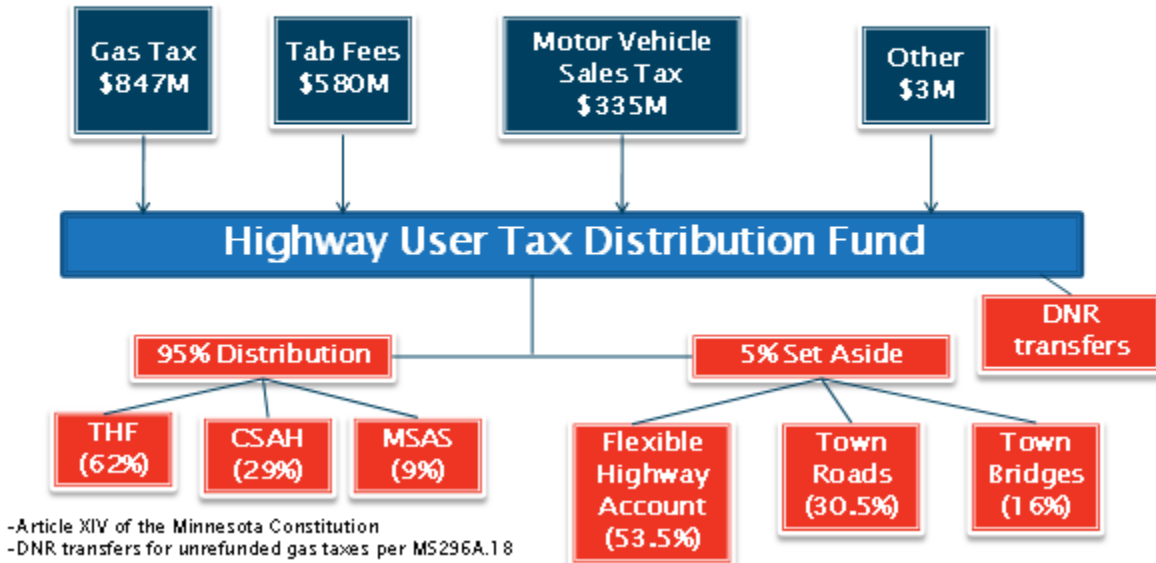 Gas Tax
$847M
Tab Fees
$580M
Motor Vehicle
Sales Tax
$335M
Other
$3M
Highway User Tax Distribution Fund
DNR
transfers
95% Distribution
5% Set Aside
THF
(62%)
CSAH
(29%)
MSAS
(9%)
Flexible
Highway
Account
(53.5%)
Town
Roads
(30.5%)
Town
Bridges
(16%)
-Article XIV of the Minnesota Constitution
-DNR transfers for unrefunded gas taxes per MS296A.18